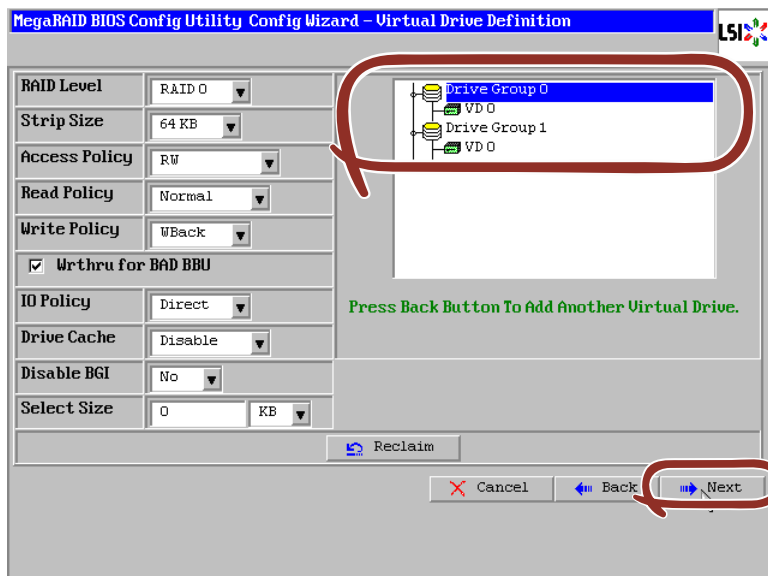 MegaRAID BIOS Config Utility Config Wizard – Virtual Drive Definition
LSI
RAID Level RAID 0
Strip Size 64 KB
Access Policy RW
Read Policy Normal
Write Policy WBack
Wrthru for BAD BBU
IO Policy Direct
Drive Cache Disable
Disable BGI No
Select Size 0 KB
Drive Group 0
VD 0
Drive Group 1
VD 0
Press Back Button To Add Another Virtual Drive.
Reclaim
Cancel Back Next